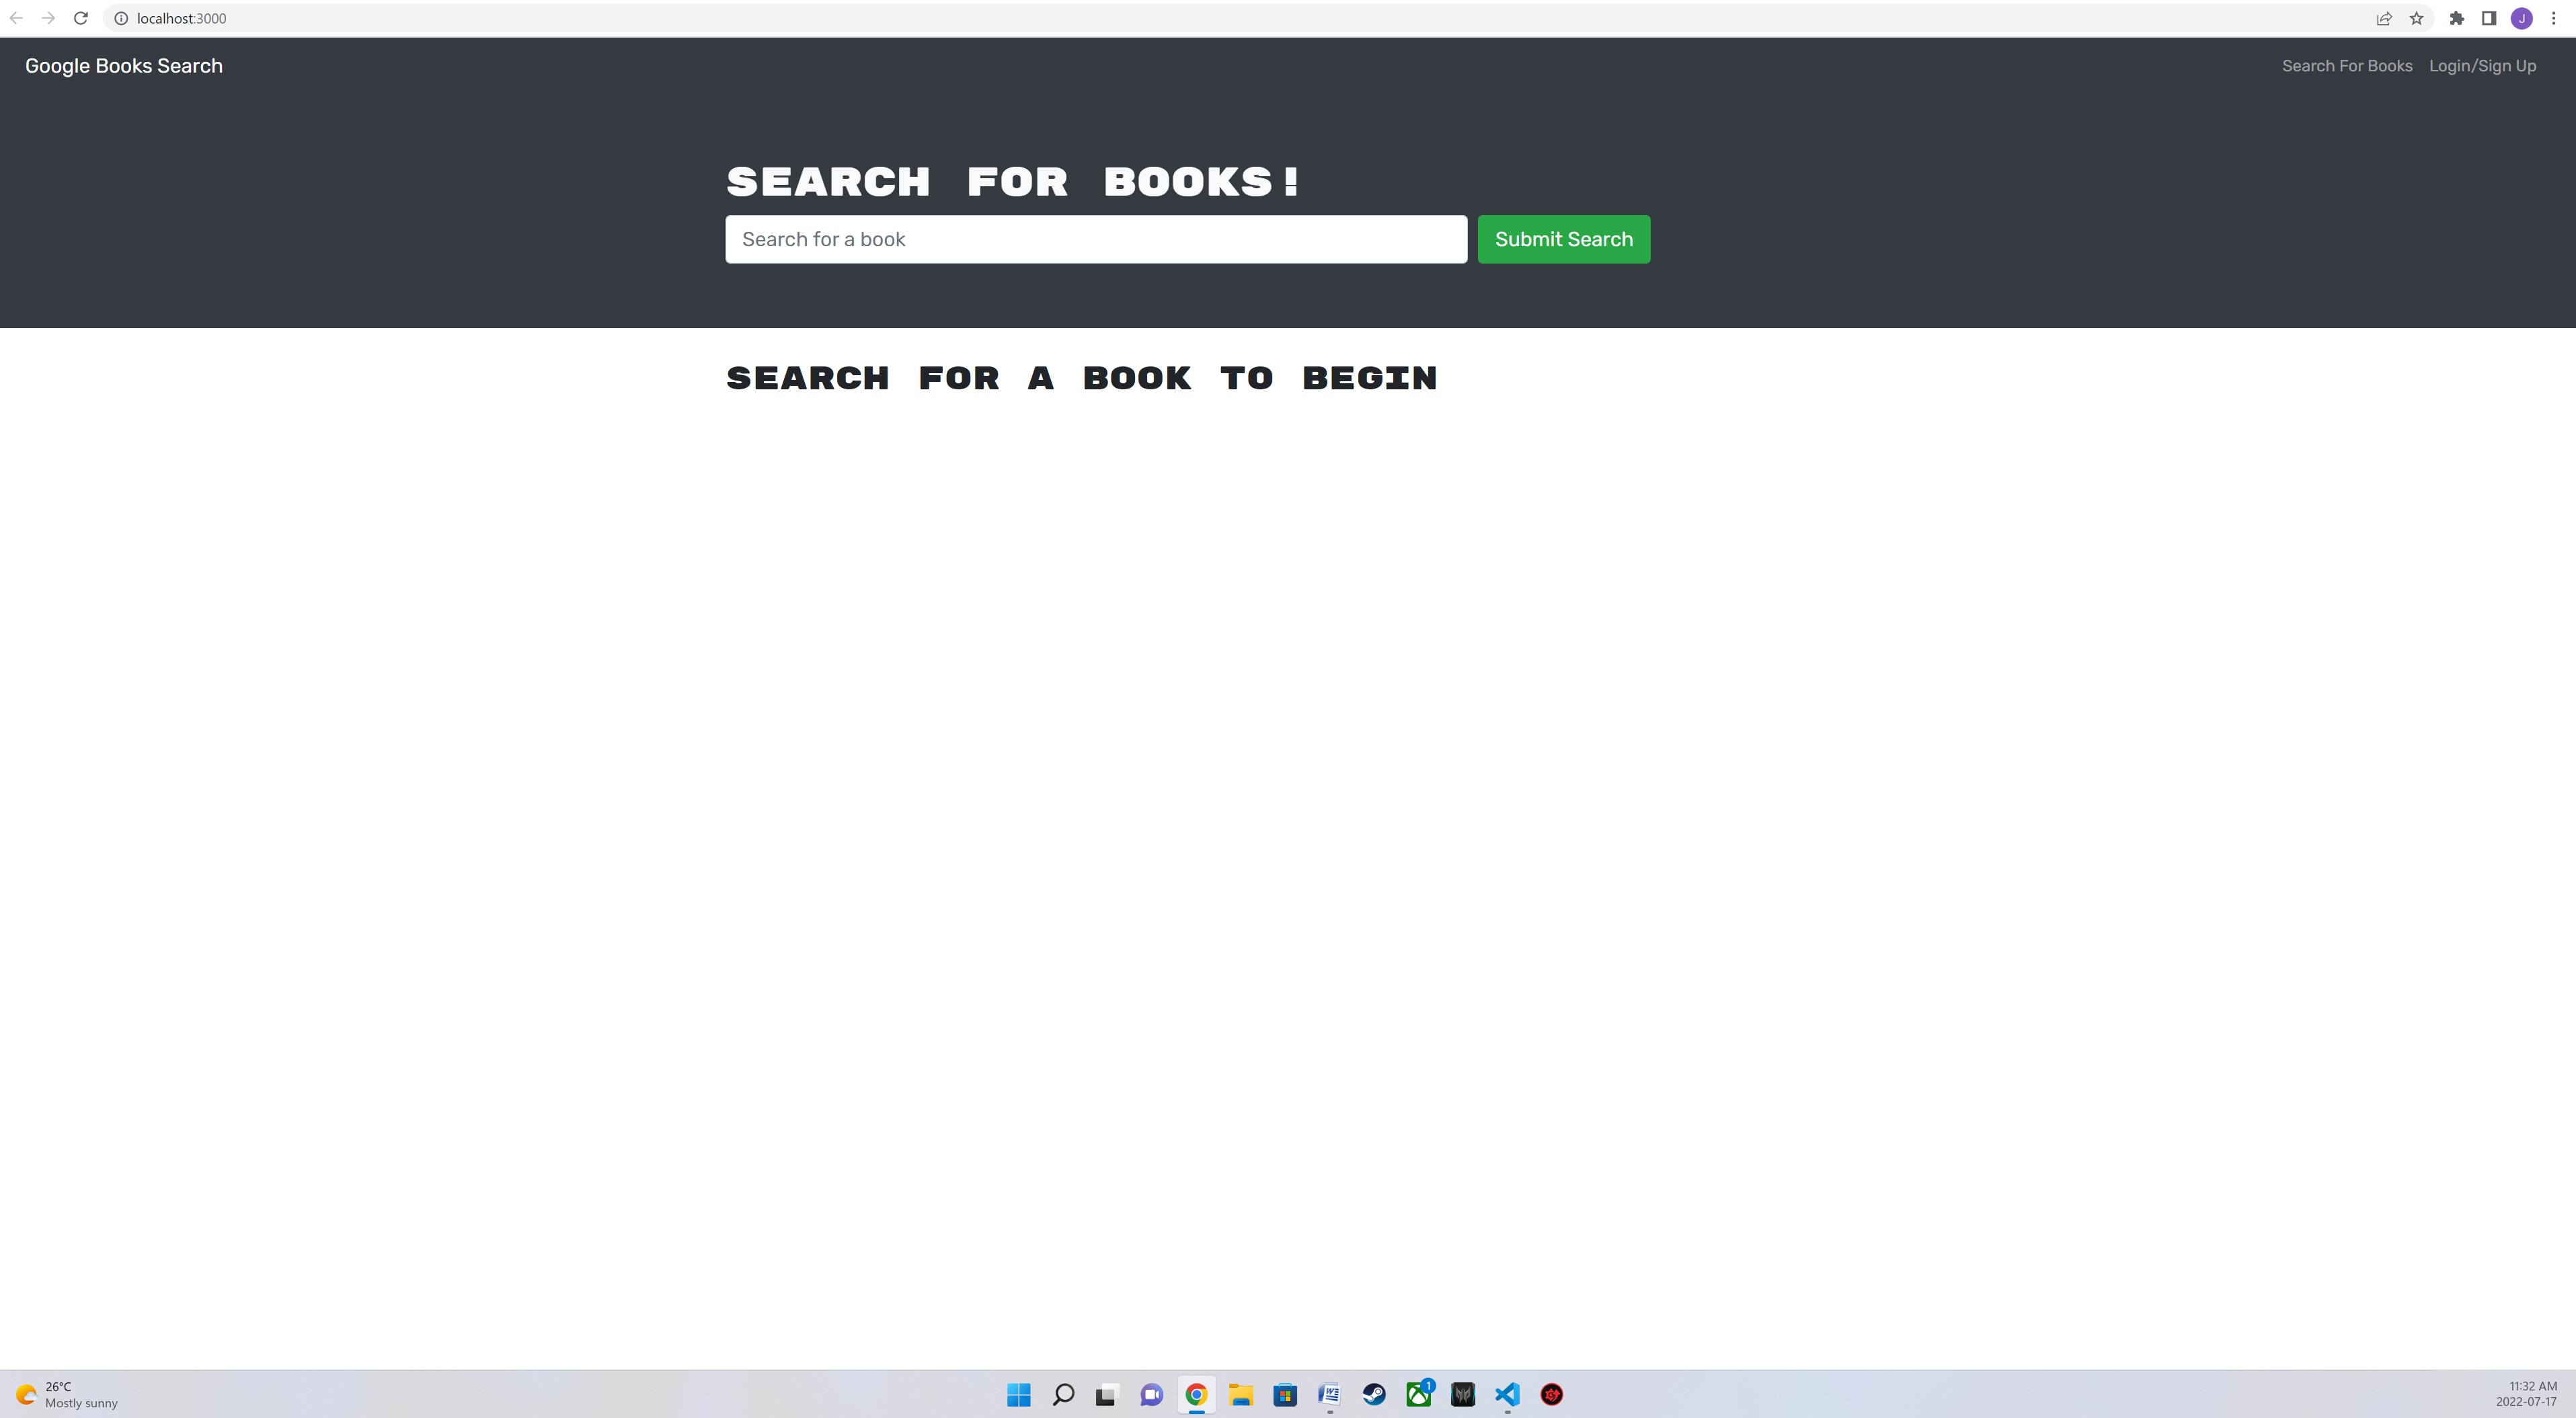 localhost:3000
J
Google Books Search
Search For Books
Login/Sign Up
SEARCH FOR BOOKS!
Search for a book
Submit Search
SEARCH FOR A BOOK TO BEGIN
26°C
Mostly sunny
W
1
11:32 AM
2022-07-17